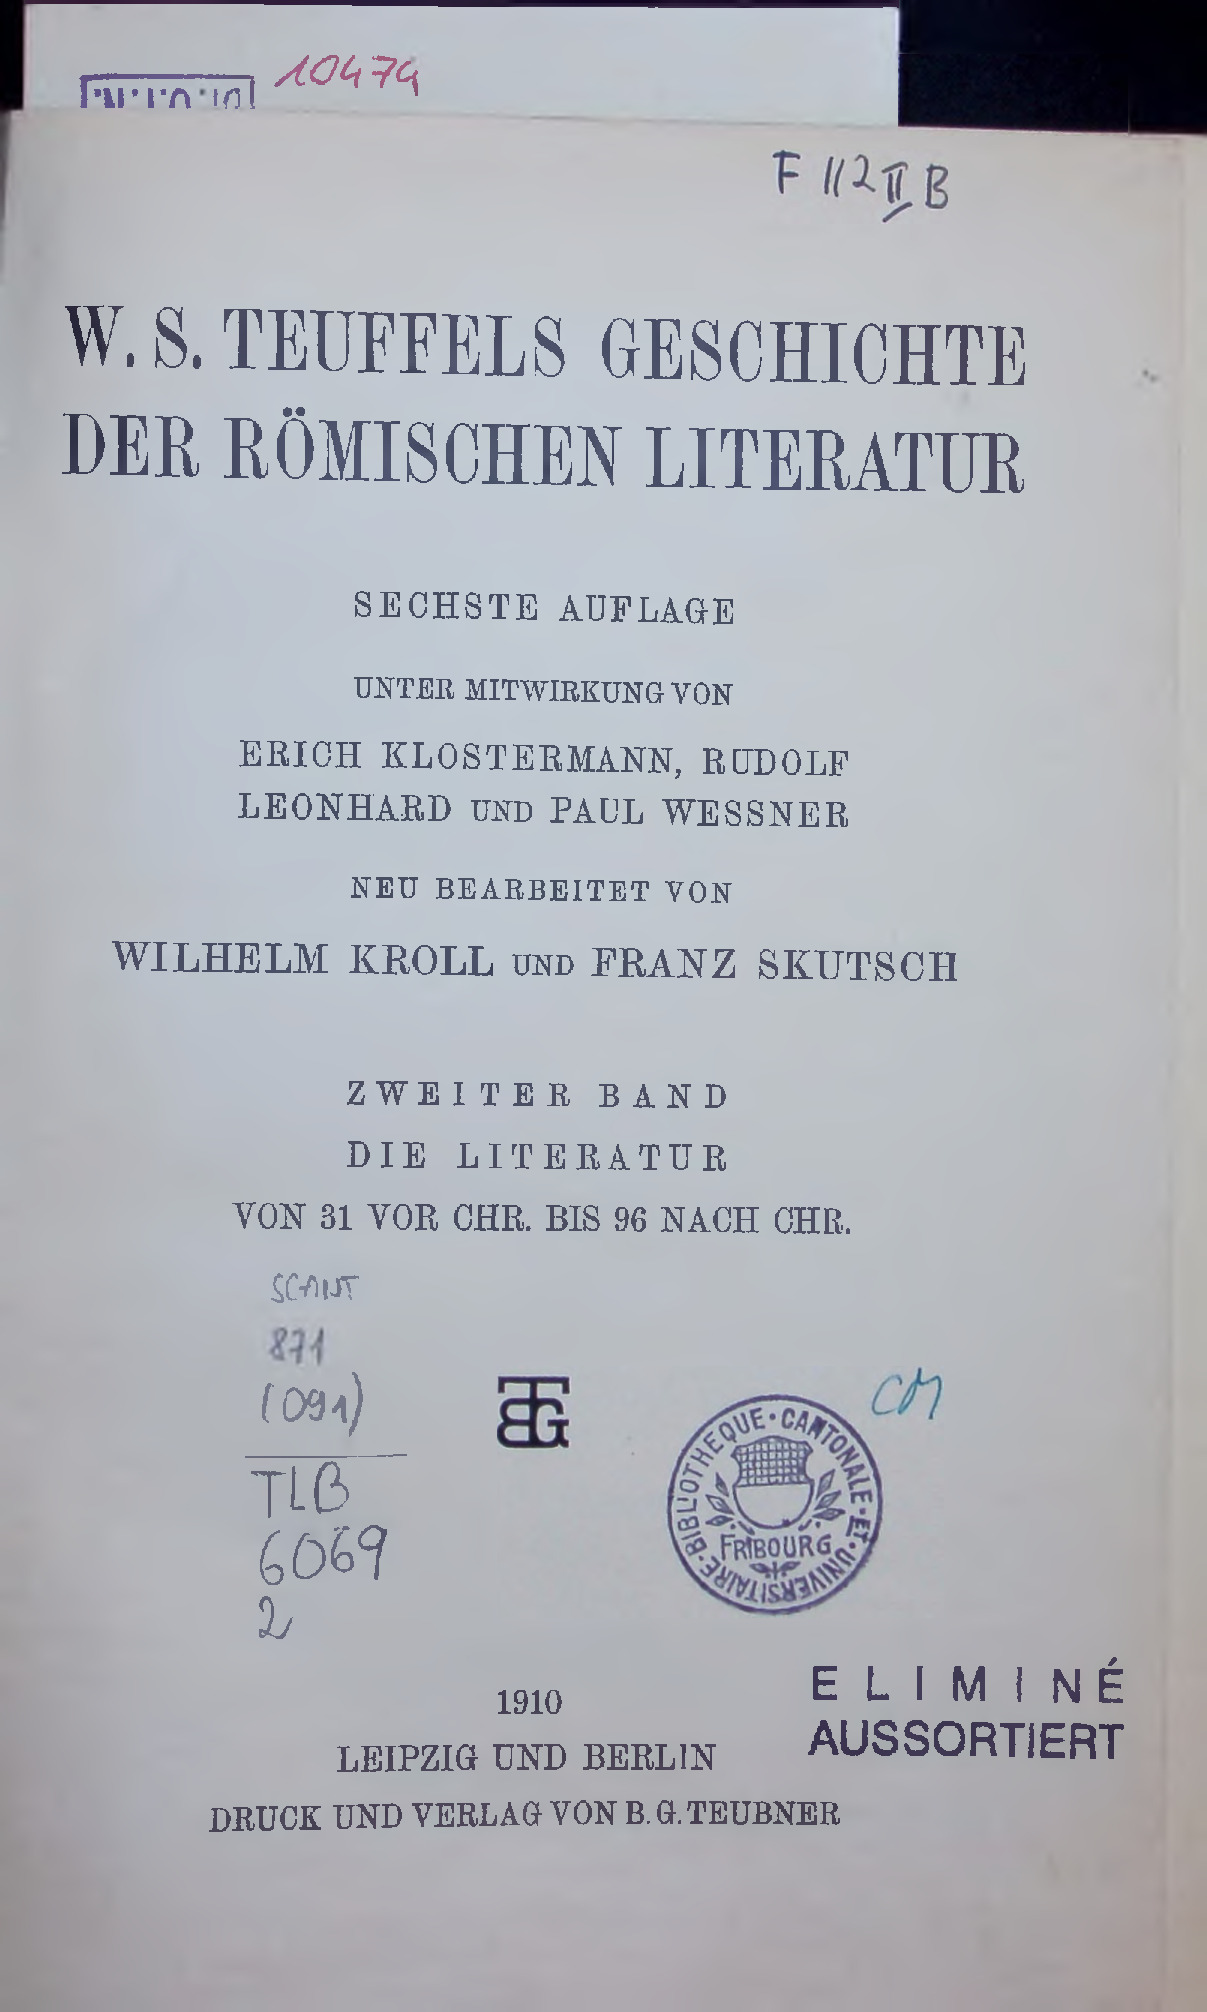 10474
F 112 II B
W. S. TEUFFELS GESCHICHTE
DER RÖMISCHEN LITERATUR
SECHSTE AUFLAGE
UNTER MITWIRKUNG VON
ERICH KLOSTERMANN, RUDOLF
LEONHARD UND PAUL WESSNER
NEU BEARBEITET VON
WILHELM KROLL UND FRANZ SKUTSCH
ZWEITER BAND
DIE LITERATUR
VON 31 VOR CHR. BIS 96 NACH CHR.
871
(091)
TLB
6069
2
BTG
CM
BIBLIOTHEQUE·CANTONALE·ET·UNIVERSITAIRE·
FRIBOURG
ELIMINÉ
AUSSORTIERT
1910
LEIPZIG UND BERLIN
DRUCK UND VERLAG VON B. G. TEUBNER